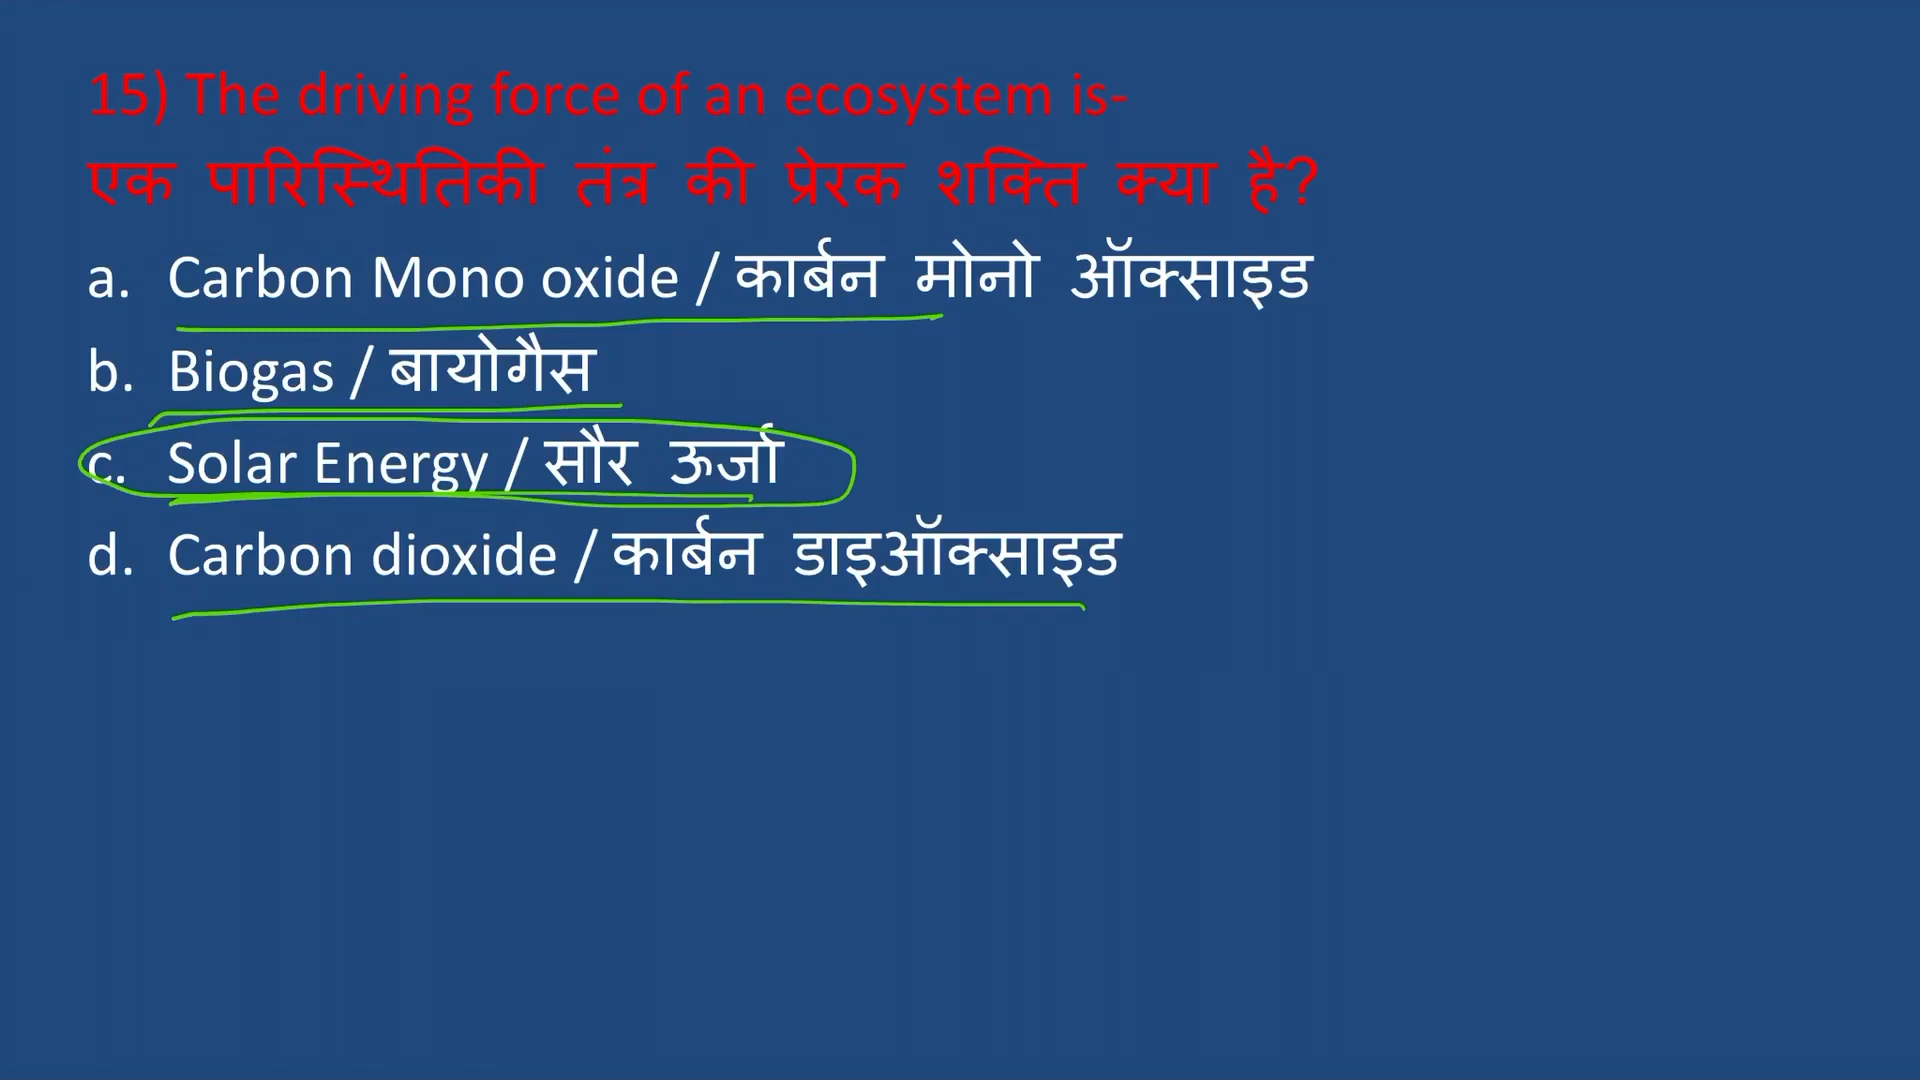 15) The driving force of an ecosystem is-
एक पारिस्थितिकी तंत्र की प्रेरक शक्ति क्या है?
a. Carbon Mono oxide / कार्बन मोनो ऑक्साइड
b. Biogas / बायोगैस
c. Solar Energy / सौर ऊर्जा
d. Carbon dioxide / कार्बन डाइऑक्साइड